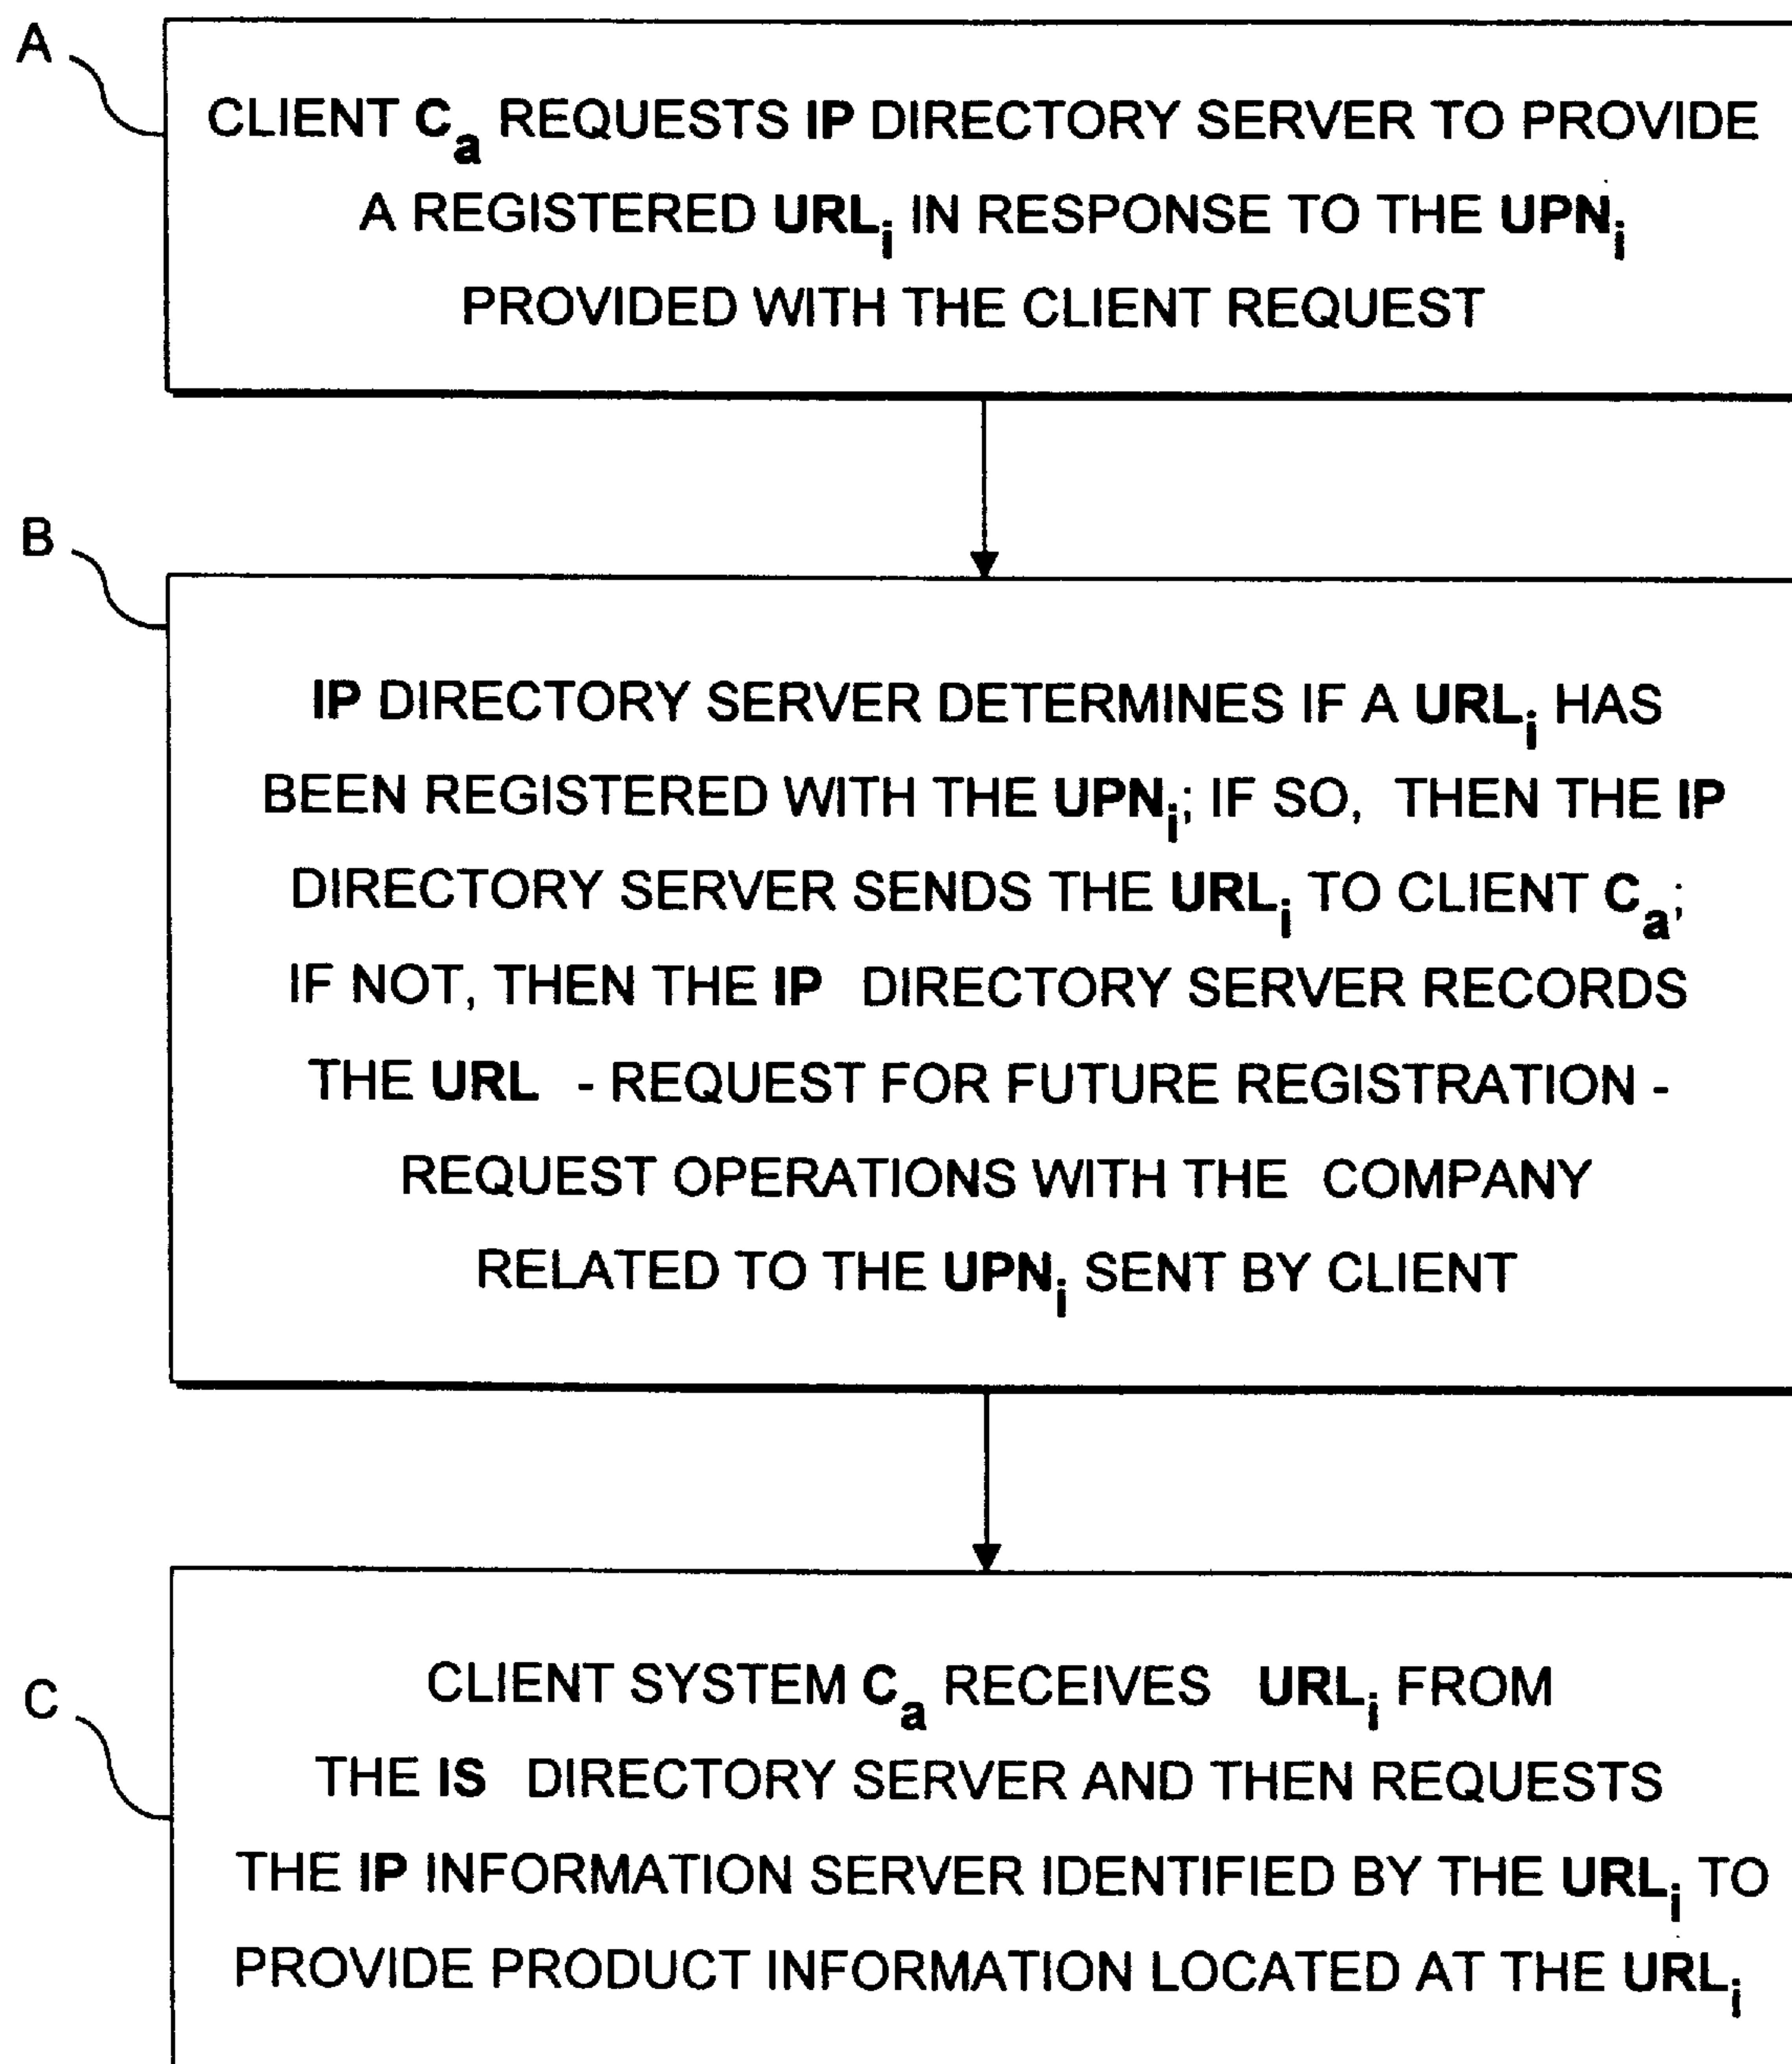 A
CLIENT Ca REQUESTS IP DIRECTORY SERVER TO PROVIDE
A REGISTERED URLi IN RESPONSE TO THE UPNi
PROVIDED WITH THE CLIENT REQUEST
B
IP DIRECTORY SERVER DETERMINES IF A URLi HAS
BEEN REGISTERED WITH THE UPNi; IF SO, THEN THE IP
DIRECTORY SERVER SENDS THE URLi TO CLIENT Ca;
IF NOT, THEN THE IP DIRECTORY SERVER RECORDS
THE URL - REQUEST FOR FUTURE REGISTRATION -
REQUEST OPERATIONS WITH THE COMPANY
RELATED TO THE UPNi SENT BY CLIENT
C
CLIENT SYSTEM Ca RECEIVES URLi FROM
THE IS DIRECTORY SERVER AND THEN REQUESTS
THE IP INFORMATION SERVER IDENTIFIED BY THE URLi TO
PROVIDE PRODUCT INFORMATION LOCATED AT THE URLi